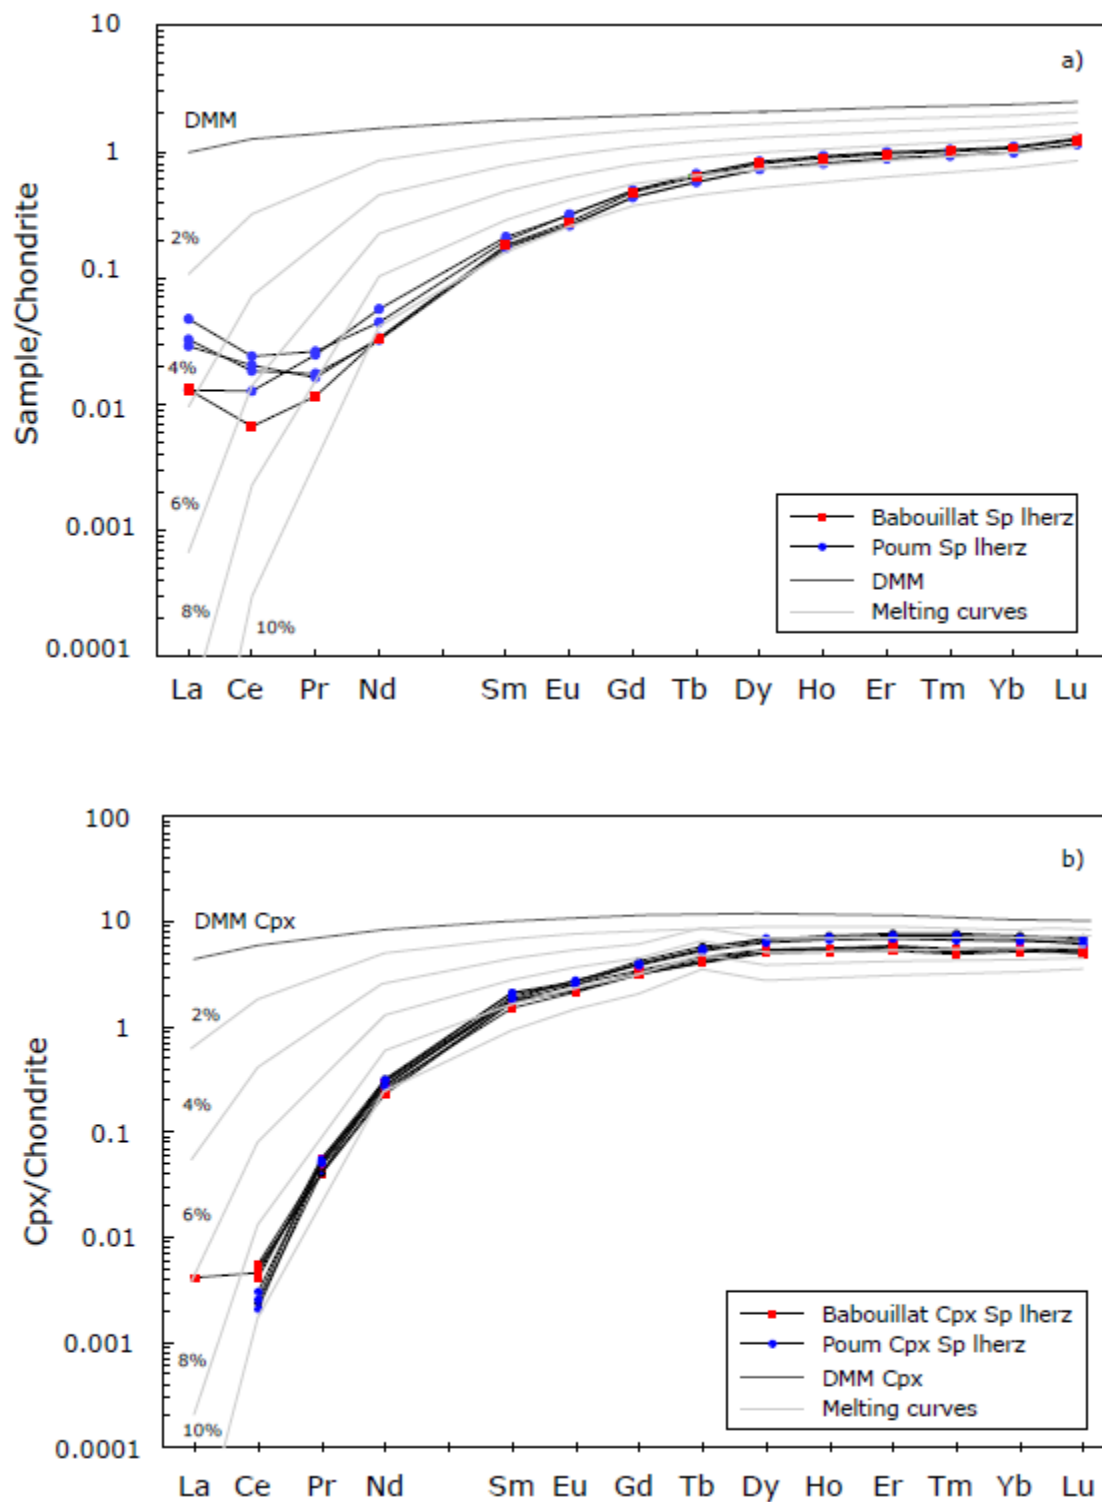 10
a)
DMM
1
2%
0.1
4%
0.01
6%
0.001
8%
10%
0.0001
Sample/Chondrite
Babouillat Sp lherz
Poum Sp lherz
DMM
Melting curves
La Ce Pr Nd Sm Eu Gd Tb Dy Ho Er Tm Yb Lu
100
b)
10
DMM Cpx
2%
1
4%
0.1
6%
0.01
0.001
8%
10%
0.0001
Cpx/Chondrite
Babouillat Cpx Sp lherz
Poum Cpx Sp lherz
DMM Cpx
Melting curves
La Ce Pr Nd Sm Eu Gd Tb Dy Ho Er Tm Yb Lu